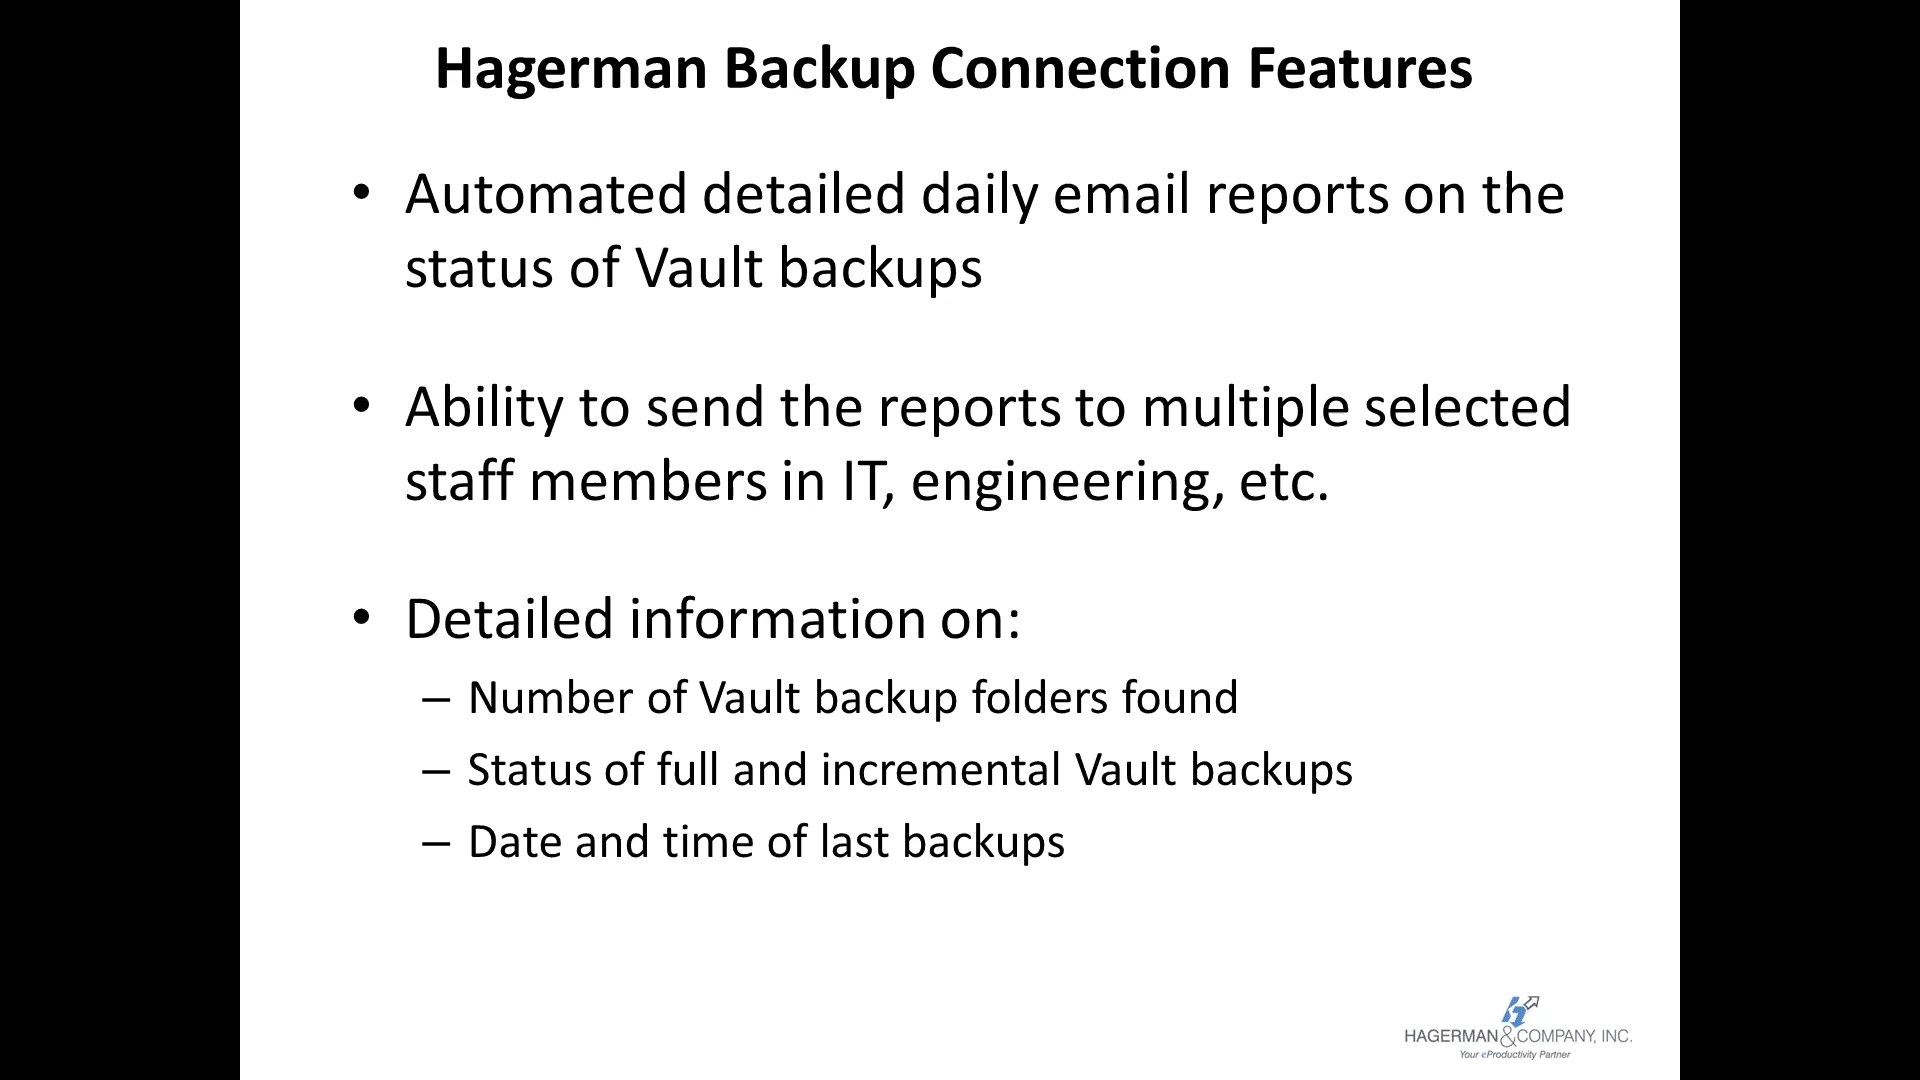 Hagerman Backup Connection Features
• Automated detailed daily email reports on the
status of Vault backups
• Ability to send the reports to multiple selected
staff members in IT, engineering, etc.
• Detailed information on:
– Number of Vault backup folders found
– Status of full and incremental Vault backups
– Date and time of last backups
HAGERMAN&COMPANY, INC.
Your eProductivity Partner